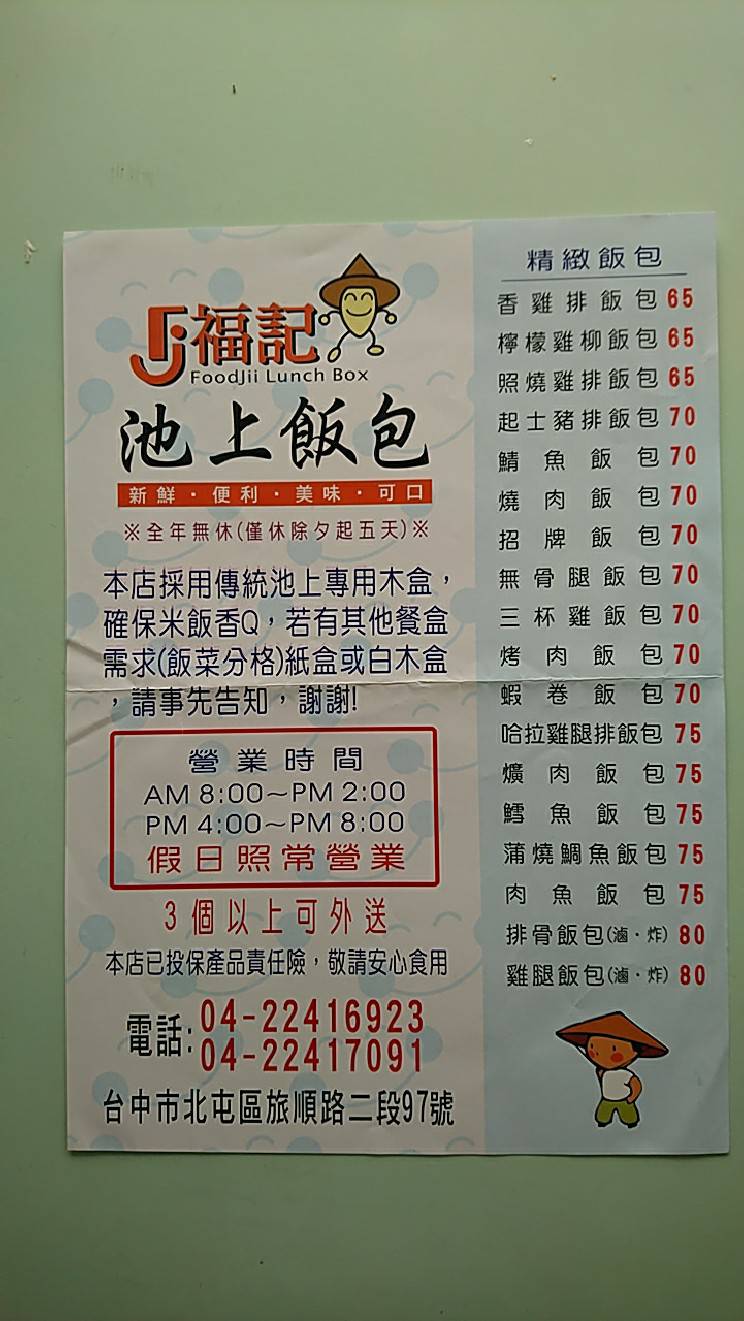 福記
FoodJii Lunch Box
池上飯包
新鮮・便利・美味・可口
※全年無休(僅休除夕起五天)※
本店採用傳統池上專用木盒，
確保米飯香Q，若有其他餐盒
需求(飯菜分格)紙盒或白木盒
，請事先告知，謝謝!
營業時間
AM 8:00~PM 2:00
PM 4:00~PM 8:00
假日照常營業
3個以上可外送
本店已投保產品責任險，敬請安心食用
電話:
04-22416923
04-22417091
台中市北屯區旅順路二段97號
精緻飯包
香雞排飯包 65
檸檬雞柳飯包 65
照燒雞排飯包 65
起士豬排飯包 70
鯖魚飯包 70
燒肉飯包 70
招牌飯包 70
無骨腿飯包 70
三杯雞飯包 70
烤肉飯包 70
蝦卷飯包 70
哈拉雞腿排飯包 75
爌肉飯包 75
鱈魚飯包 75
蒲燒鯛魚飯包 75
肉魚飯包 75
排骨飯包(滷・炸) 80
雞腿飯包(滷・炸) 80